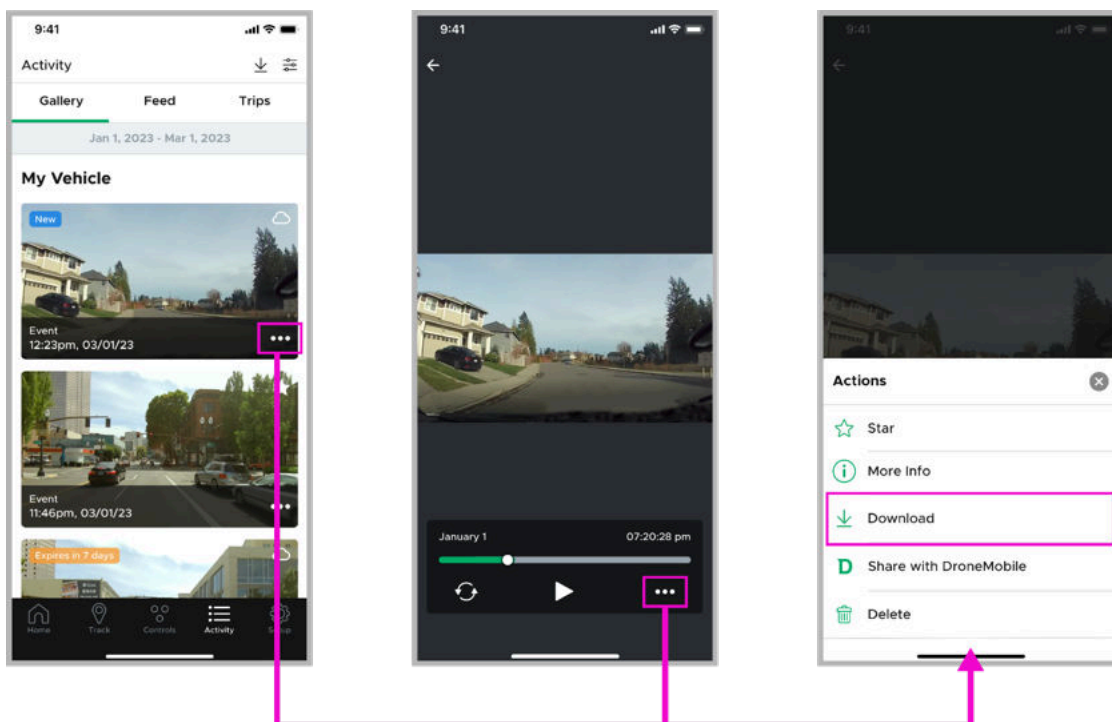 9:41
Activity
Gallery Feed Trips
Jan 1, 2023 - Mar 1, 2023
My Vehicle
New
Event
12:23pm, 03/01/23
Event
11:46pm, 03/01/23
Expires in 7 days
Home Track Controls Activity Setup
9:41
January 1 07:20:28 pm
9:41
Actions
Star
More Info
Download
D Share with DroneMobile
Delete